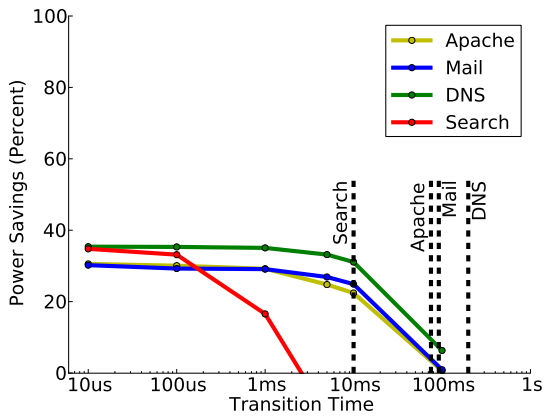 100
80
60
40
20
0
Power Savings (Percent)
Apache
Mail
DNS
Search
Search
Apache
Mail
DNS
10us
100us
1ms
10ms
100ms
1s
Transition Time